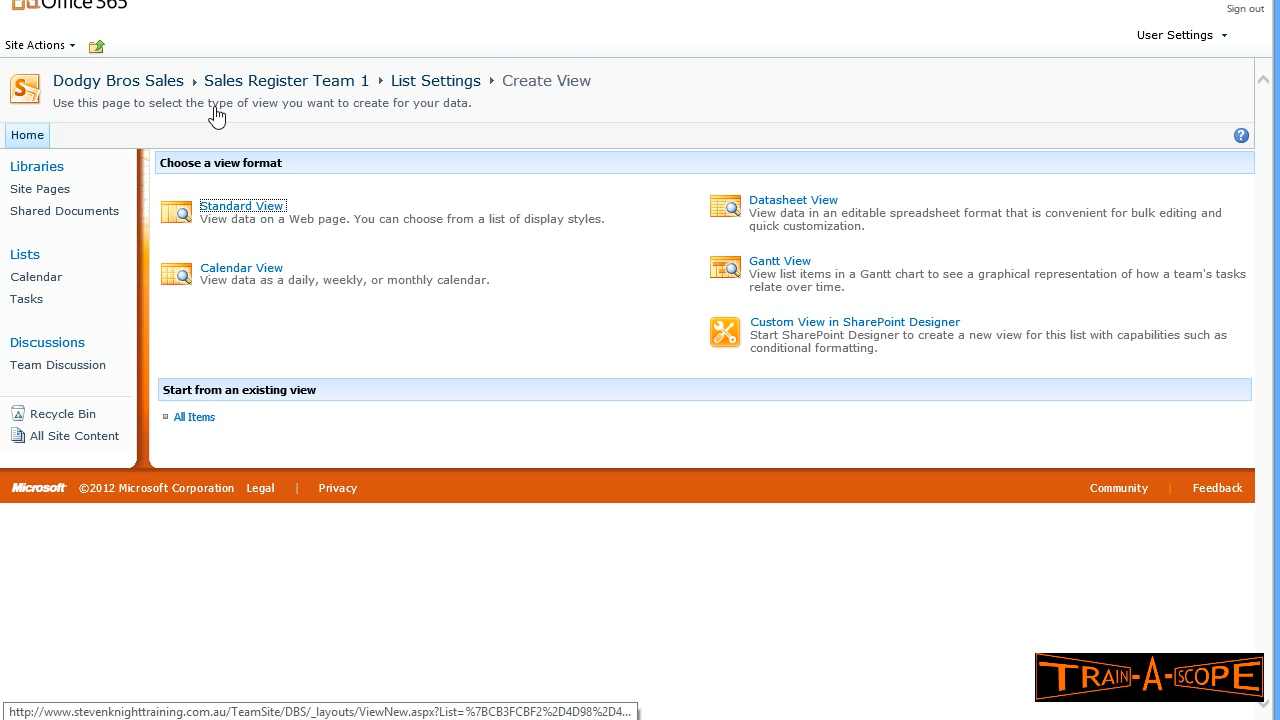 Office 365
Sign out
User Settings
Site Actions
Dodgy Bros Sales
Sales Register Team 1
List Settings
Create View
Use this page to select the type of view you want to create for your data.
Home
Libraries
Site Pages
Shared Documents
Lists
Calendar
Tasks
Discussions
Team Discussion
Recycle Bin
All Site Content
Choose a view format
Standard View
View data on a Web page. You can choose from a list of display styles.
Calendar View
View data as a daily, weekly, or monthly calendar.
Datasheet View
View data in an editable spreadsheet format that is convenient for bulk editing and
quick customization.
Gantt View
View list items in a Gantt chart to see a graphical representation of how a team's tasks
relate over time.
Custom View in SharePoint Designer
Start SharePoint Designer to create a new view for this list with capabilities such as
conditional formatting.
Start from an existing view
All Items
Microsoft ©2012 Microsoft Corporation Legal | Privacy
Community | Feedback
TRAIN-A-SCOPE
http://www.stevenknighttraining.com.au/TeamSite/DBS/_layouts/ViewNew.aspx?List=%7BCB3FCBF2%2D4D98%2D4...